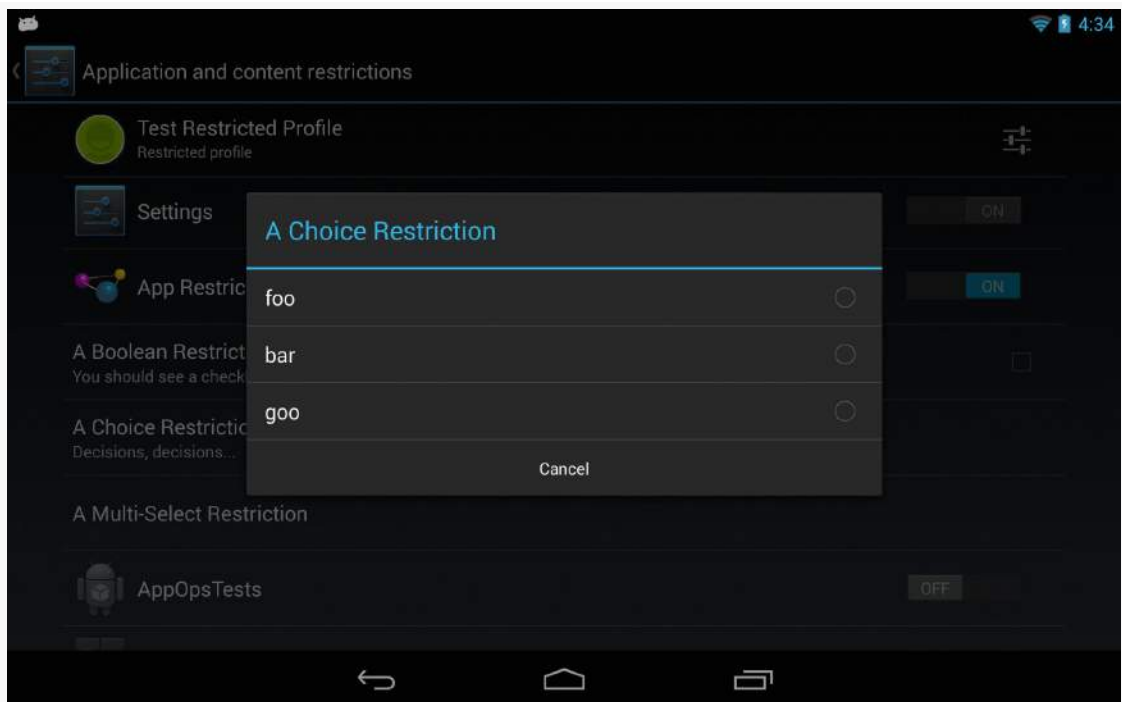 4:34
Application and content restrictions
Test Restricted Profile
Restricted profile
Settings
ON
A Choice Restriction
App Restric
ON
foo
A Boolean Restrict
You should see a check
bar
A Choice Restrictio
Decisions, decisions...
goo
Cancel
A Multi-Select Restriction
AppOpsTests
OFF